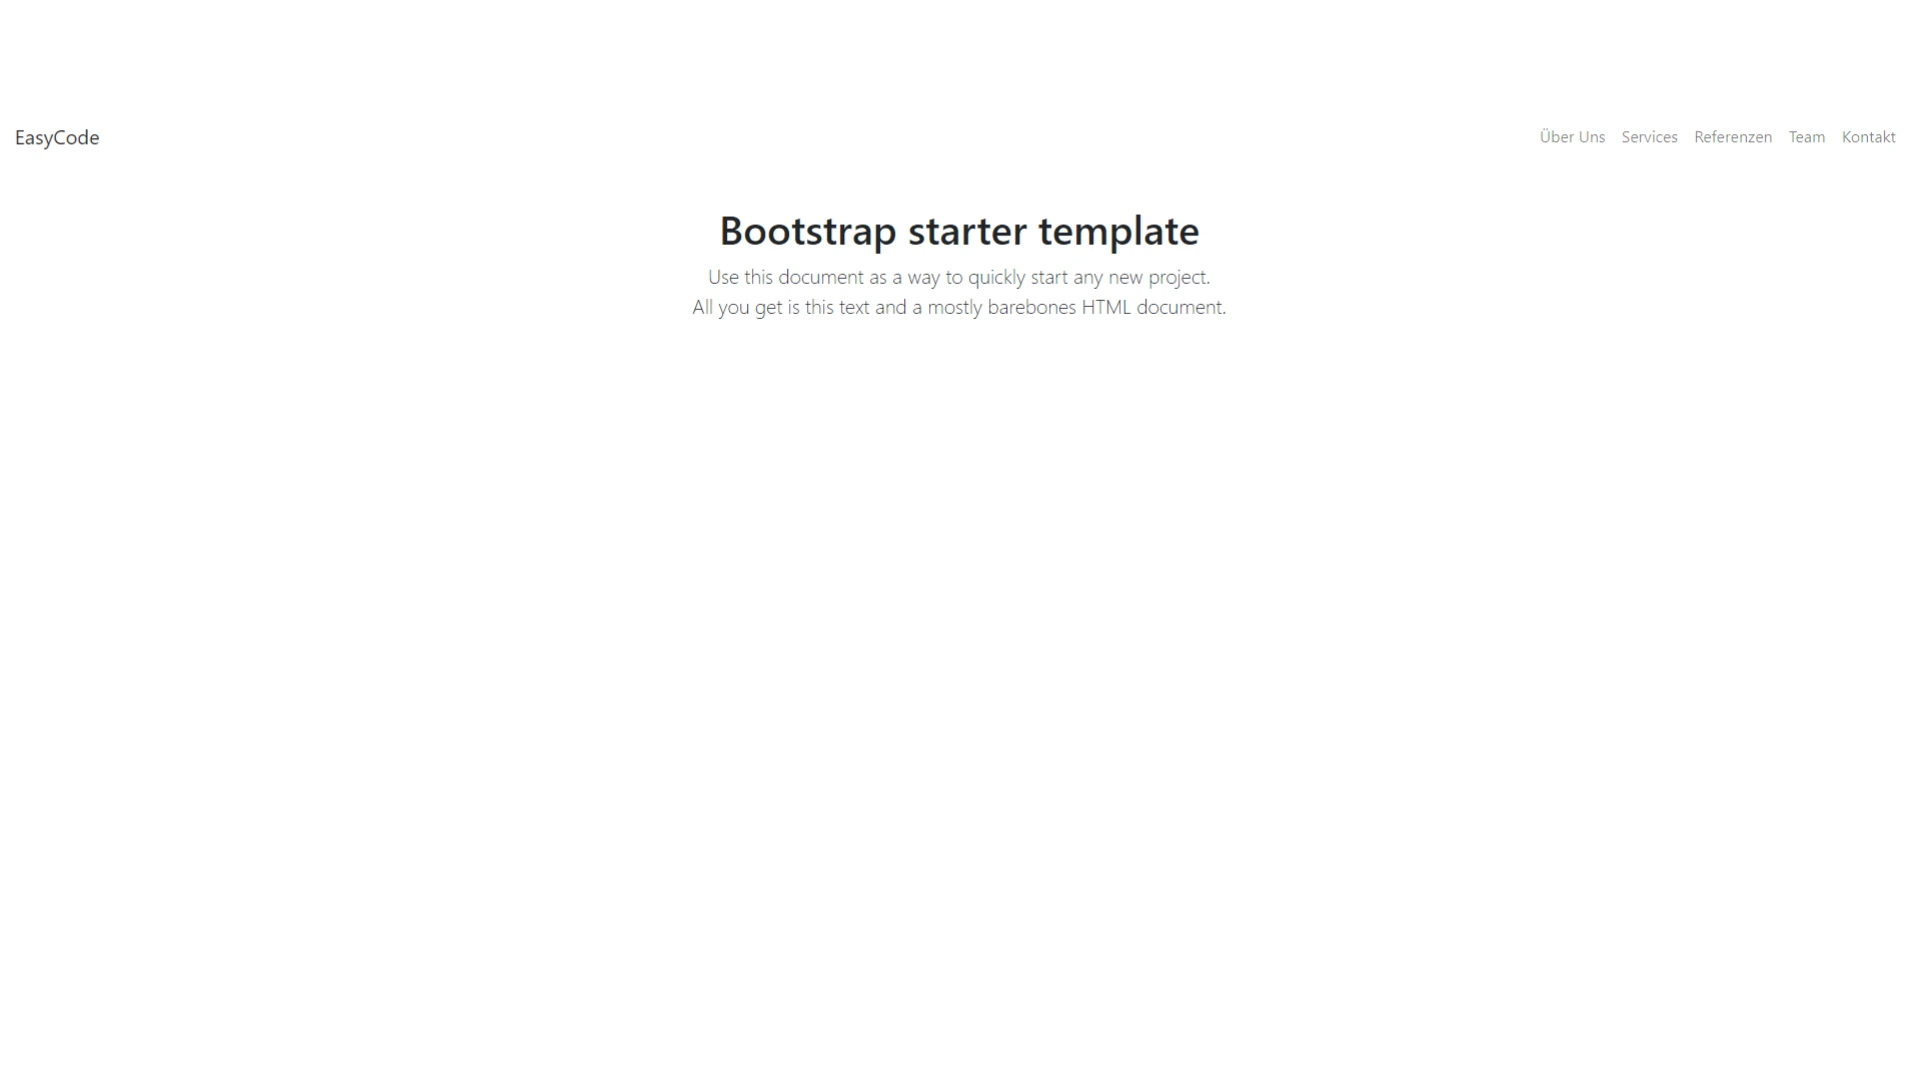 EasyCode
Über Uns Services Referenzen Team Kontakt
Bootstrap starter template
Use this document as a way to quickly start any new project.
All you get is this text and a mostly barebones HTML document.